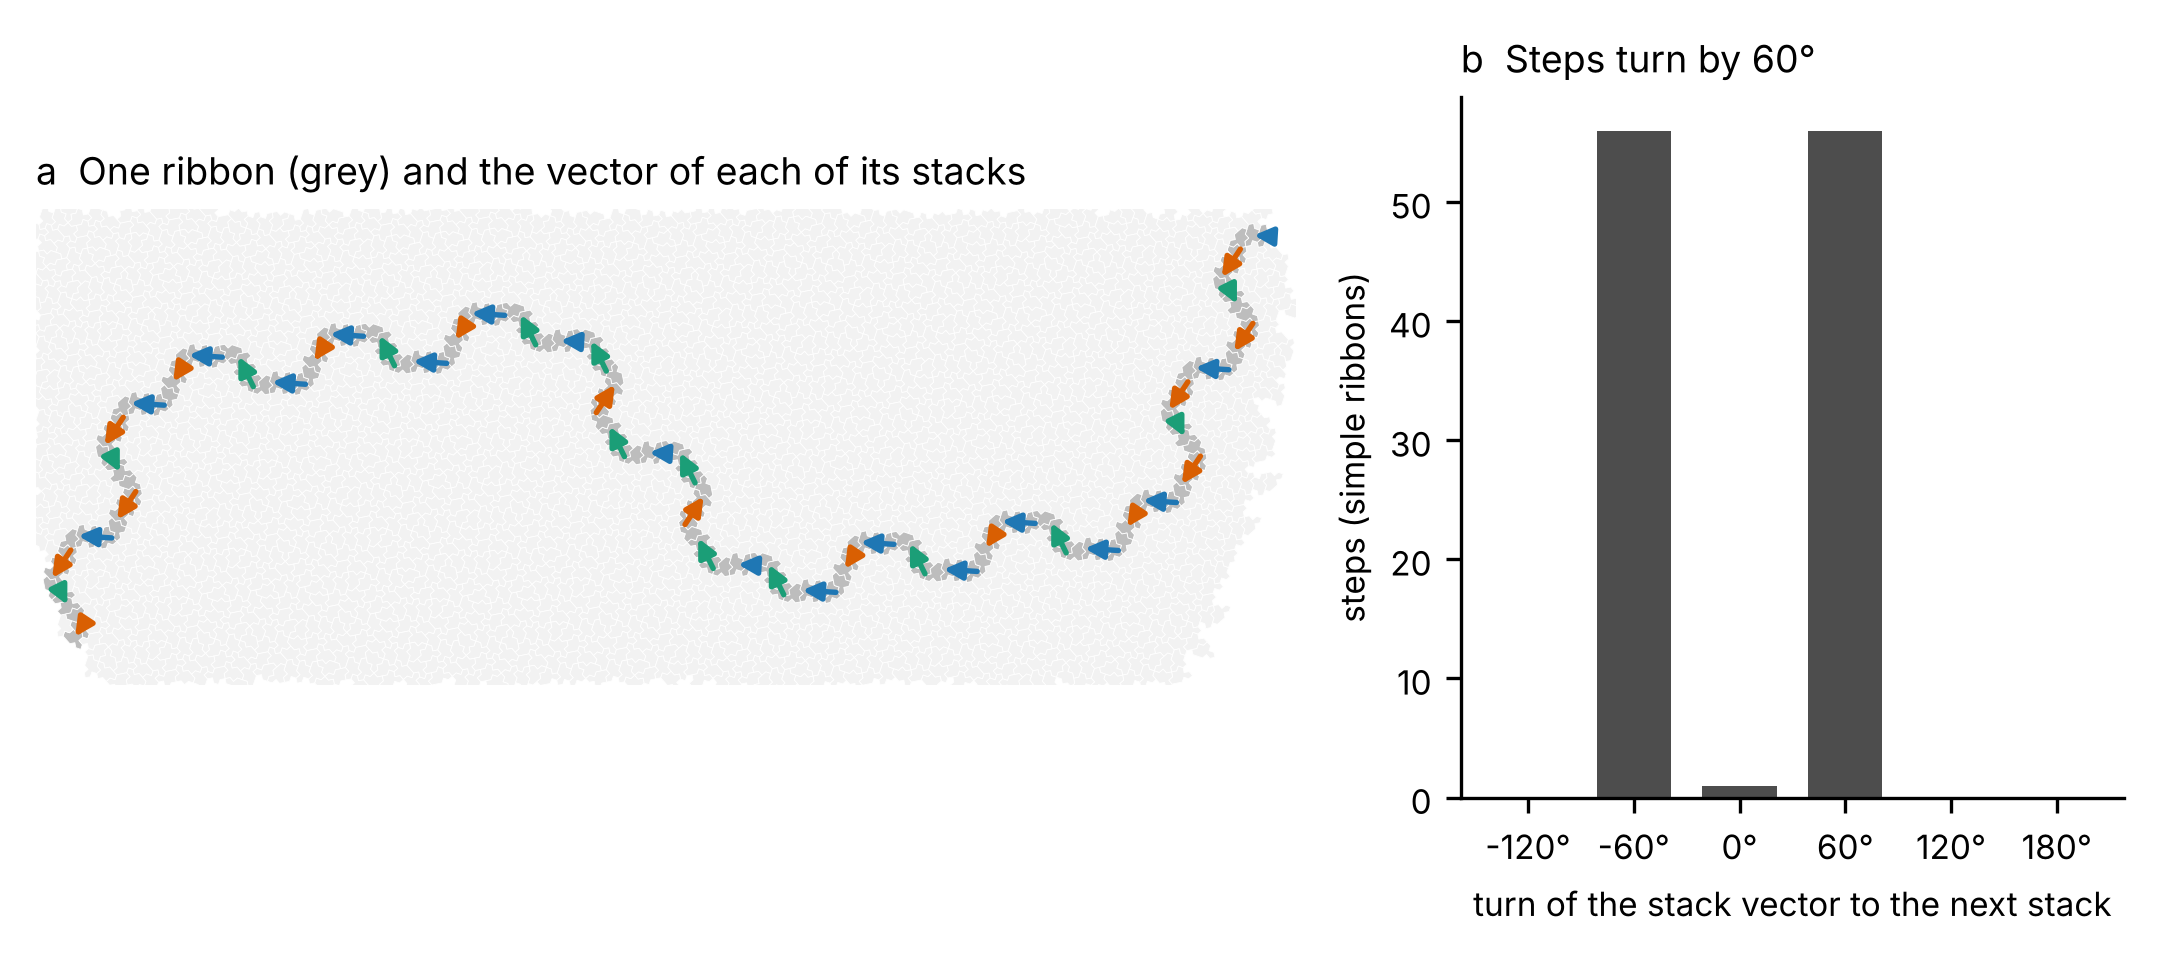 a One ribbon (grey) and the vector of each of its stacks
b Steps turn by 60°
steps (simple ribbons)
50
40
30
20
10
0
-120° -60° 0° 60° 120° 180°
turn of the stack vector to the next stack